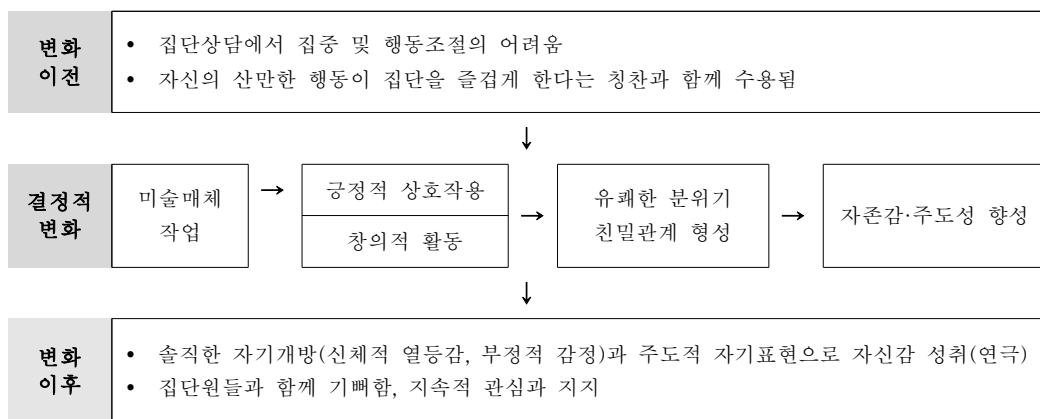 변화
이전
• 집단상담에서 집중 및 행동조절의 어려움
• 자신의 산만한 행동이 집단을 즐겁게 한다는 칭찬과 함께 수용됨
↓
결정적
변화
미술매체
작업
→
긍정적 상호작용
창의적 활동
→
유쾌한 분위기
친밀관계 형성
→
자존감·주도성 향성
↓
변화
이후
• 솔직한 자기개방(신체적 열등감, 부정적 감정)과 주도적 자기표현으로 자신감 성취(연극)
• 집단원들과 함께 기뻐함, 지속적 관심과 지지